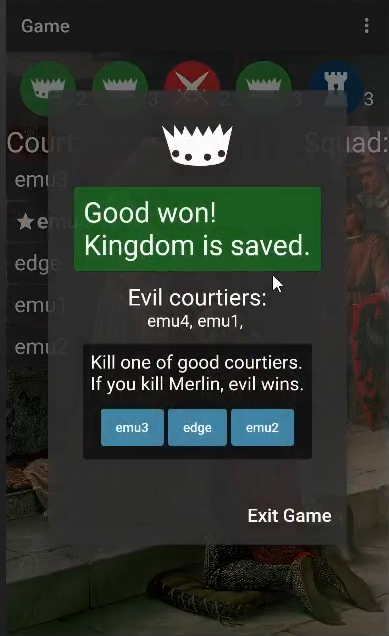 Game
2 3 2 3 3
Court: Squad:
emu3
Good won!
Kingdom is saved.
emu
edge
Evil courtiers:
emu4, emu1,
emu1
emu2
Kill one of good courtiers.
If you kill Merlin, evil wins.
emu3 edge emu2
Exit Game